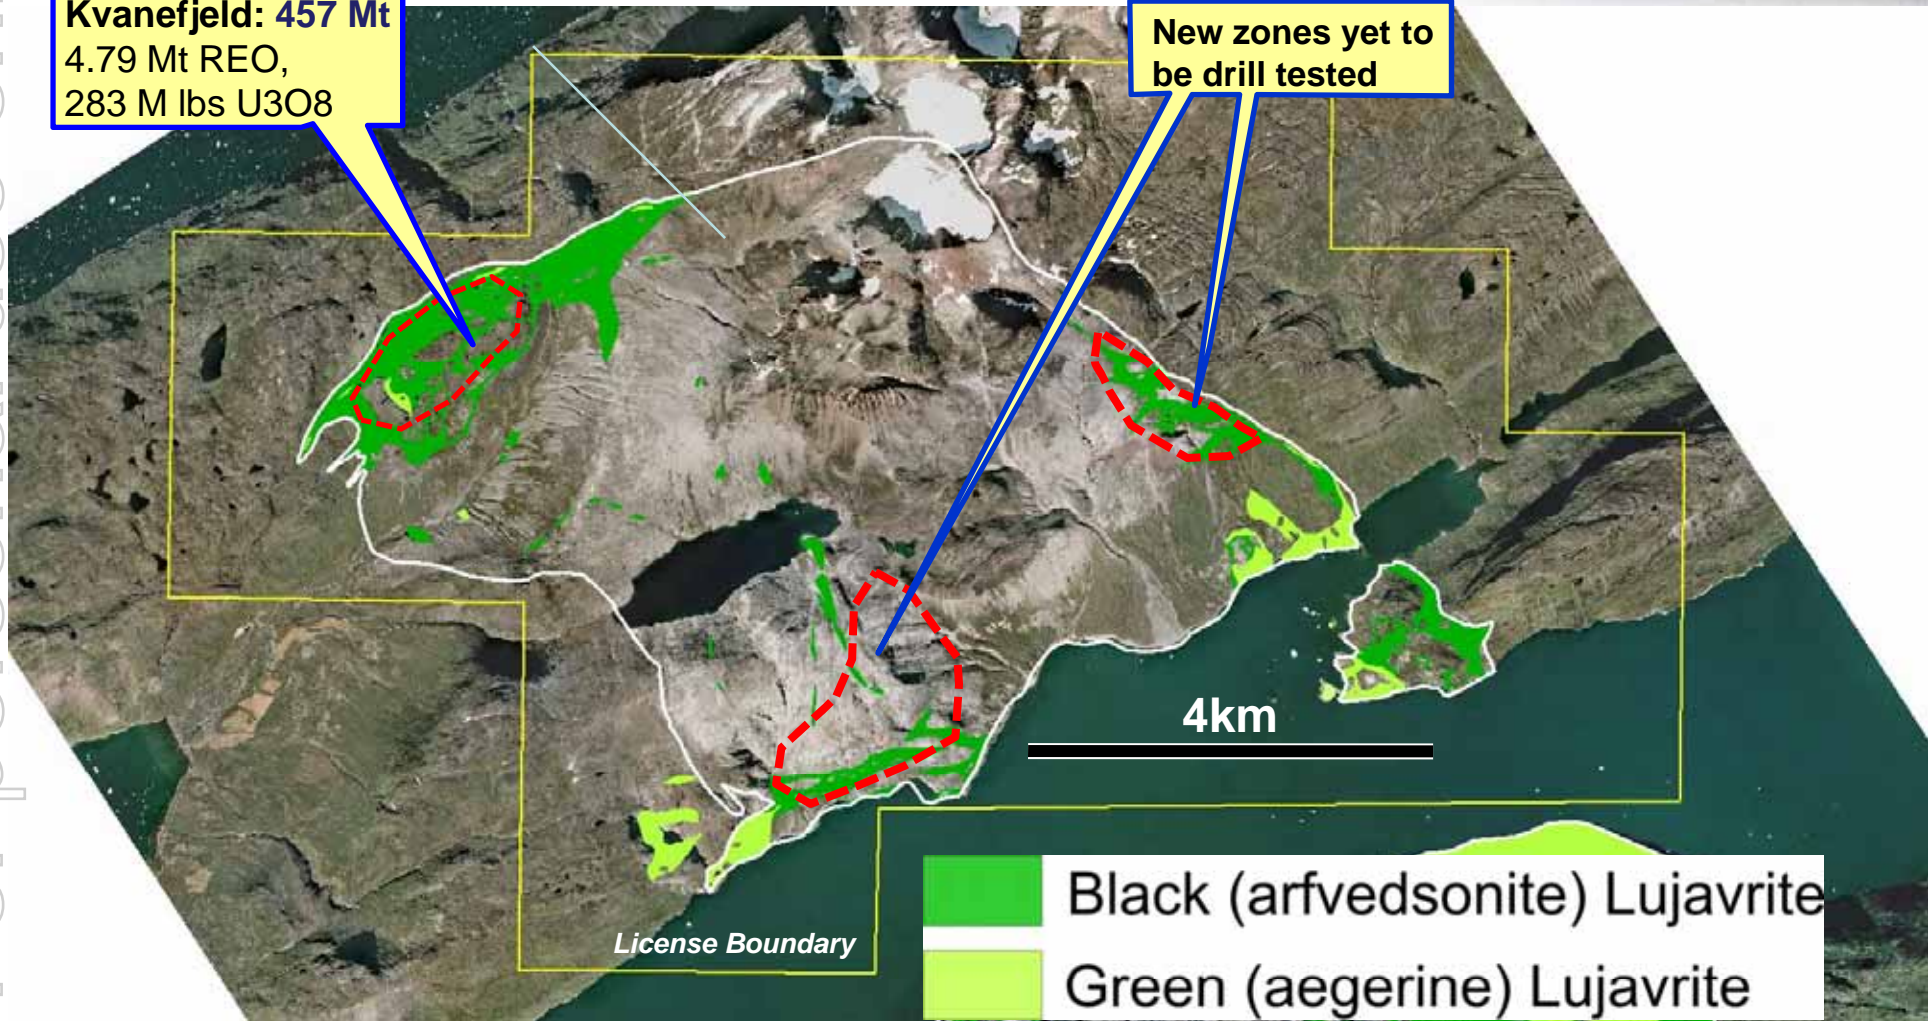 Kvanefjeld: 457 Mt
4.79 Mt REO,
283 M lbs U3O8
New zones yet to
be drill tested
4km
License Boundary
Black (arfvedsonite) Lujavrite
Green (aegerine) Lujavrite